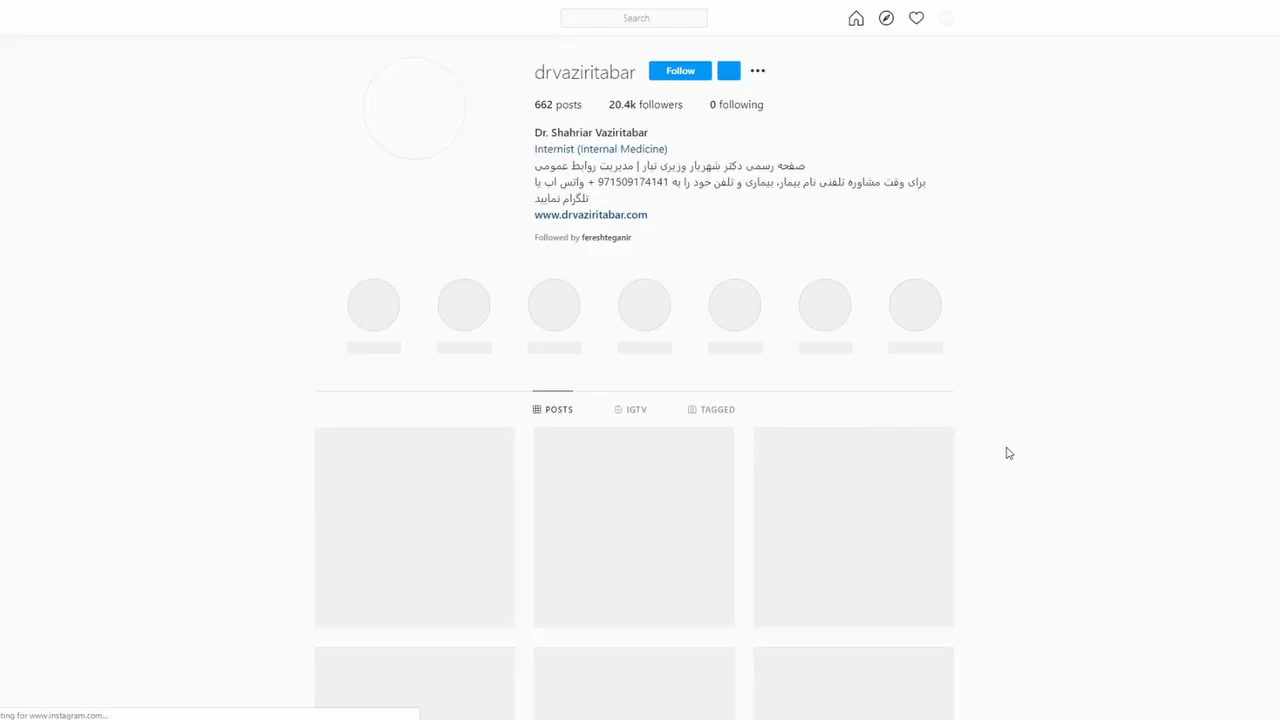 Search
drvaziritabar
Follow
662 posts 20.4k followers 0 following
Dr. Shahriar Vaziritabar
Internist (Internal Medicine)
صفحه رسمی دکتر شهریار وزیری تبار | مدیریت روابط عمومی
برای وقت مشاوره تلفنی نام بیمار، بیماری و تلفن خود را به 971509174141 + واتس اپ یا
تلگرام نمایید
www.drvaziritabar.com
Followed by fereshteganir
POSTS IGTV TAGGED
ting for www.instagram.com...